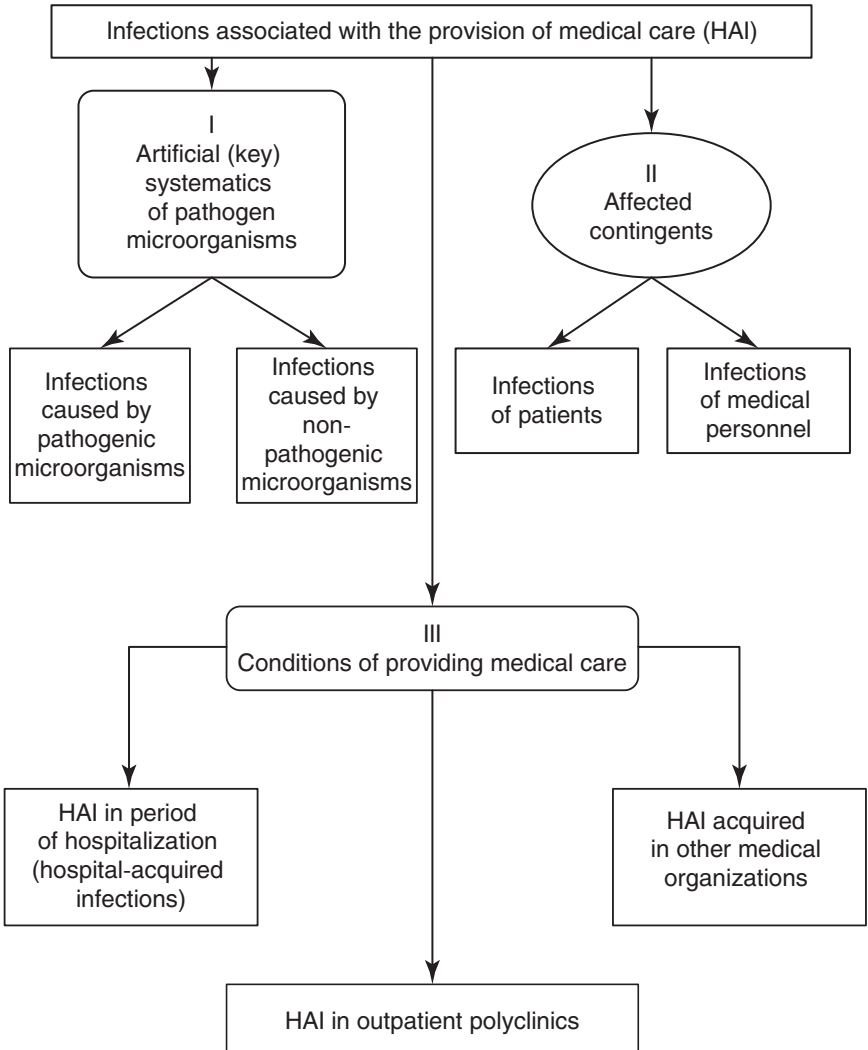 Infections associated with the provision of medical care (HAI)
I
Artificial (key)
systematics
of pathogen
microorganisms
II
Affected
contingents
Infections
caused by
pathogenic
microorganisms
Infections
caused by
non-
pathogenic
microorganisms
Infections
of patients
Infections
of medical
personnel
III
Conditions of providing medical care
HAI in period
of hospitalization
(hospital-acquired
infections)
HAI acquired
in other medical
organizations
HAI in outpatient polyclinics